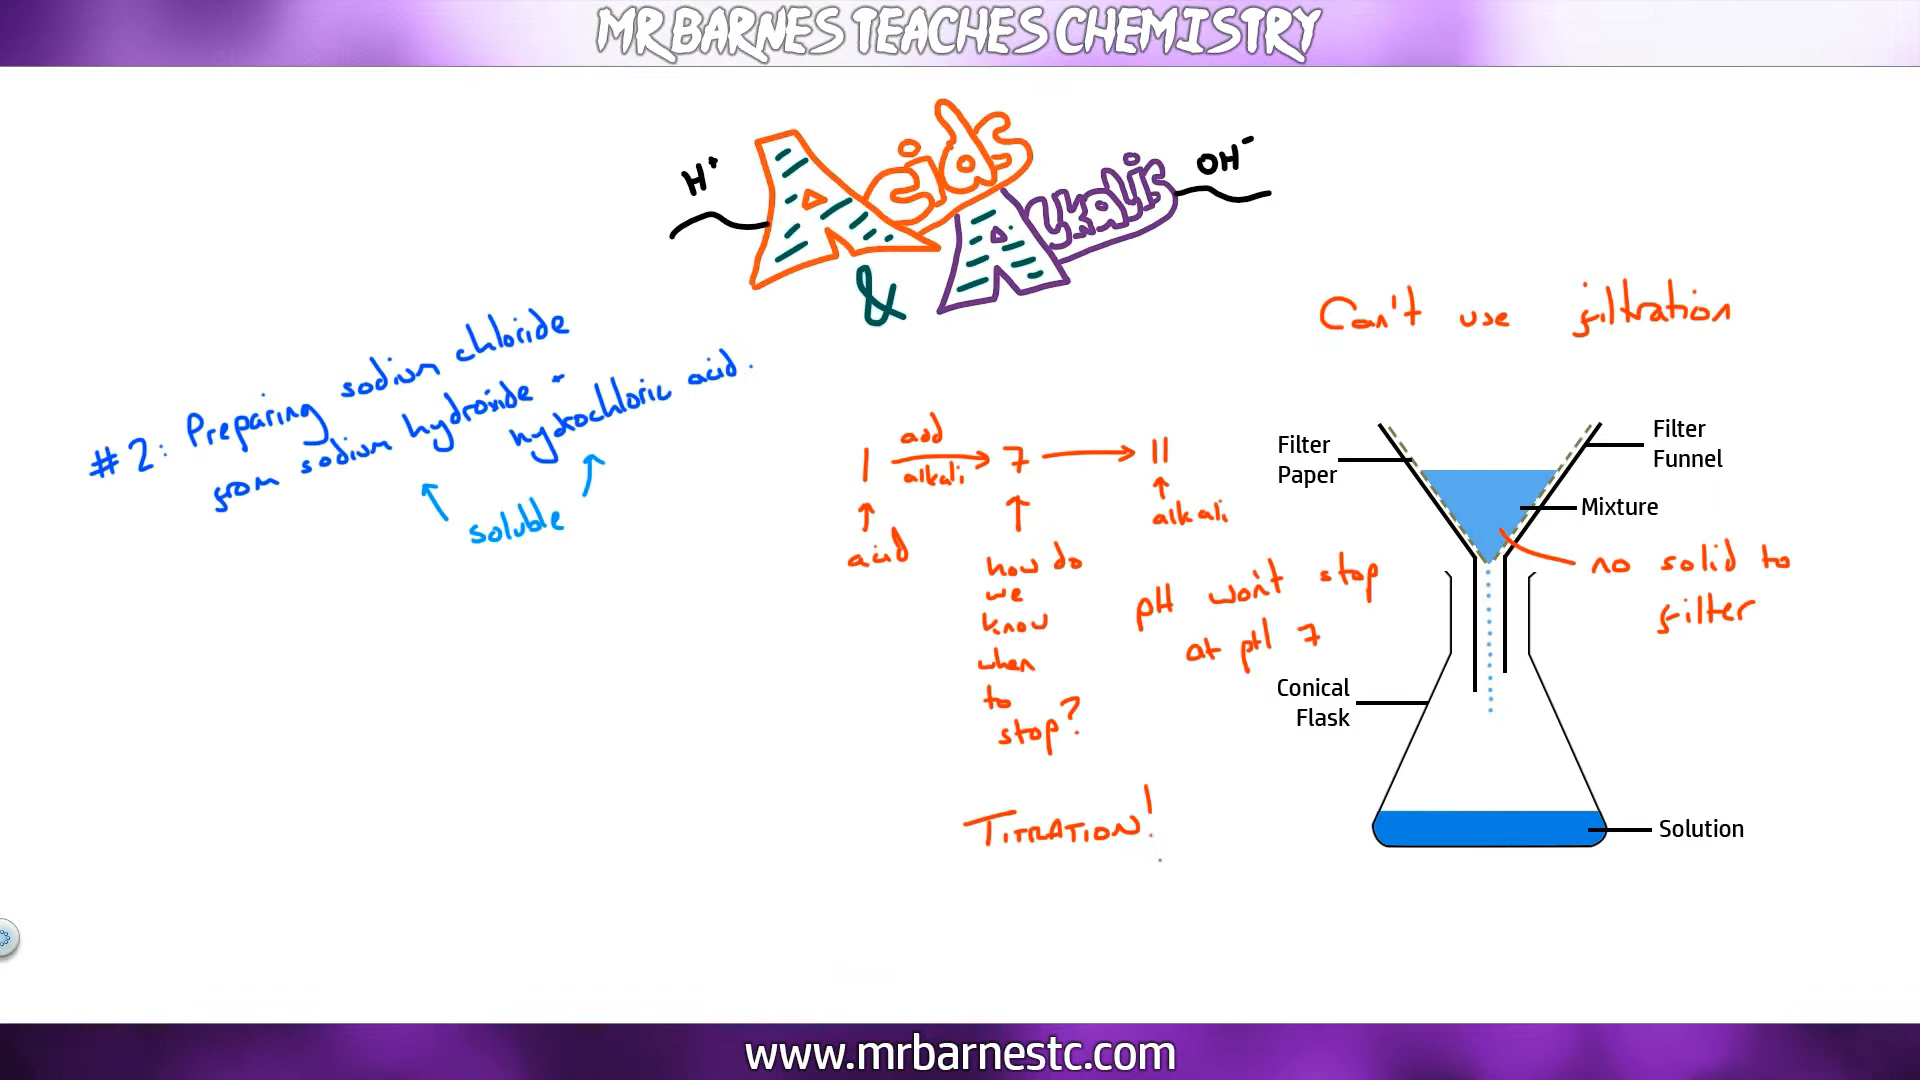 MR BARNES TEACHES CHEMISTRY
H⁺
Acids
&
Alkalis
OH⁻
#2: Preparing sodium chloride
from sodium hydroxide +
hydrochloric acid.
soluble
1 add alkali 7 11
acid
alkali
how do
we
know
when
to
stop?
pH won't stop
at pH 7
TITRATION!
Can't use filtration
Filter
Paper
Filter
Funnel
Mixture
no solid to
filter
Conical
Flask
Solution
www.mrbarnestc.com